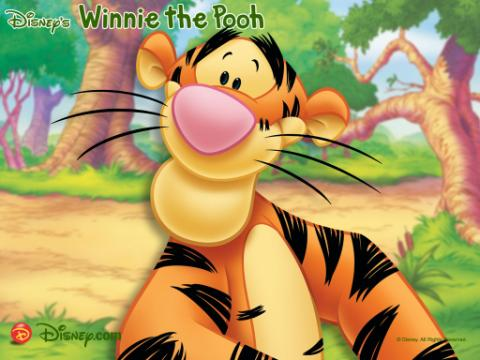 Disney's Winnie the Pooh
Disney.com
© Disney. All Rights Reserved.